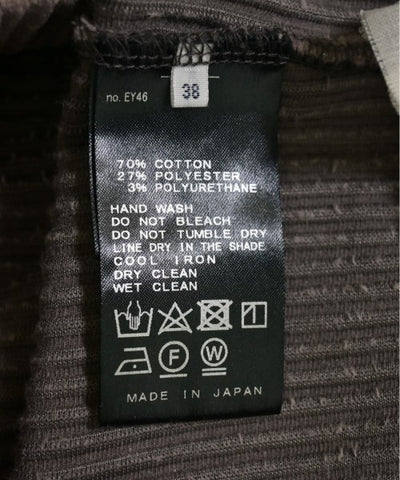 38
no. EY46
70% COTTON
27% POLYESTER
3% POLYURETHANE
HAND WASH
DO NOT BLEACH
DO NOT TUMBLE DRY
LINE DRY IN THE SHADE
COOL IRON
DRY CLEAN
WET CLEAN
F W
MADE IN JAPAN